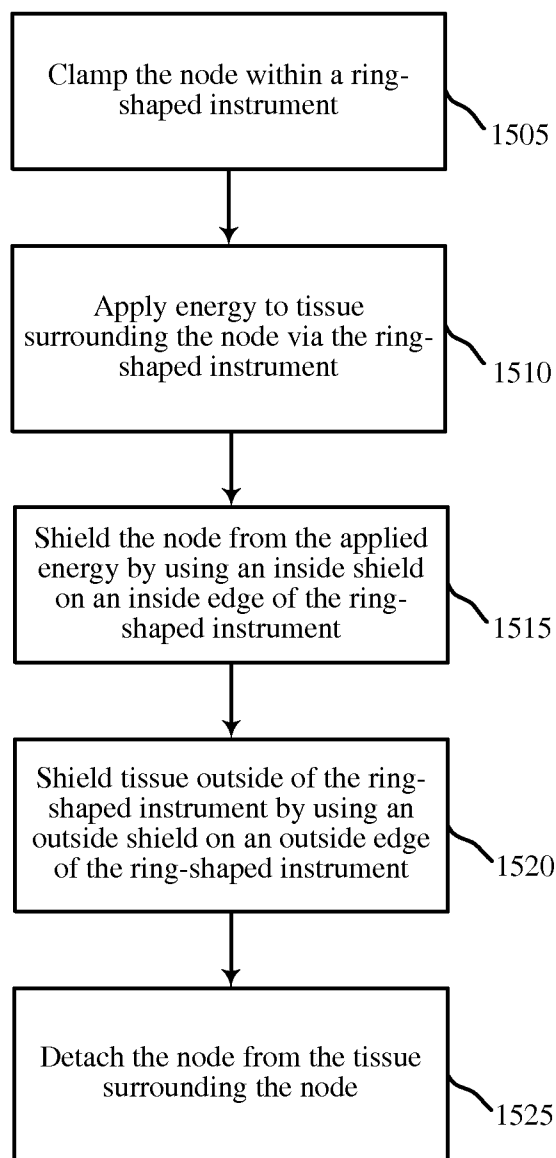 Clamp the node within a ring-
shaped instrument
1505
Apply energy to tissue
surrounding the node via the ring-
shaped instrument
1510
Shield the node from the applied
energy by using an inside shield
on an inside edge of the ring-
shaped instrument
1515
Shield tissue outside of the ring-
shaped instrument by using an
outside shield on an outside edge
of the ring-shaped instrument
1520
Detach the node from the tissue
surrounding the node
1525